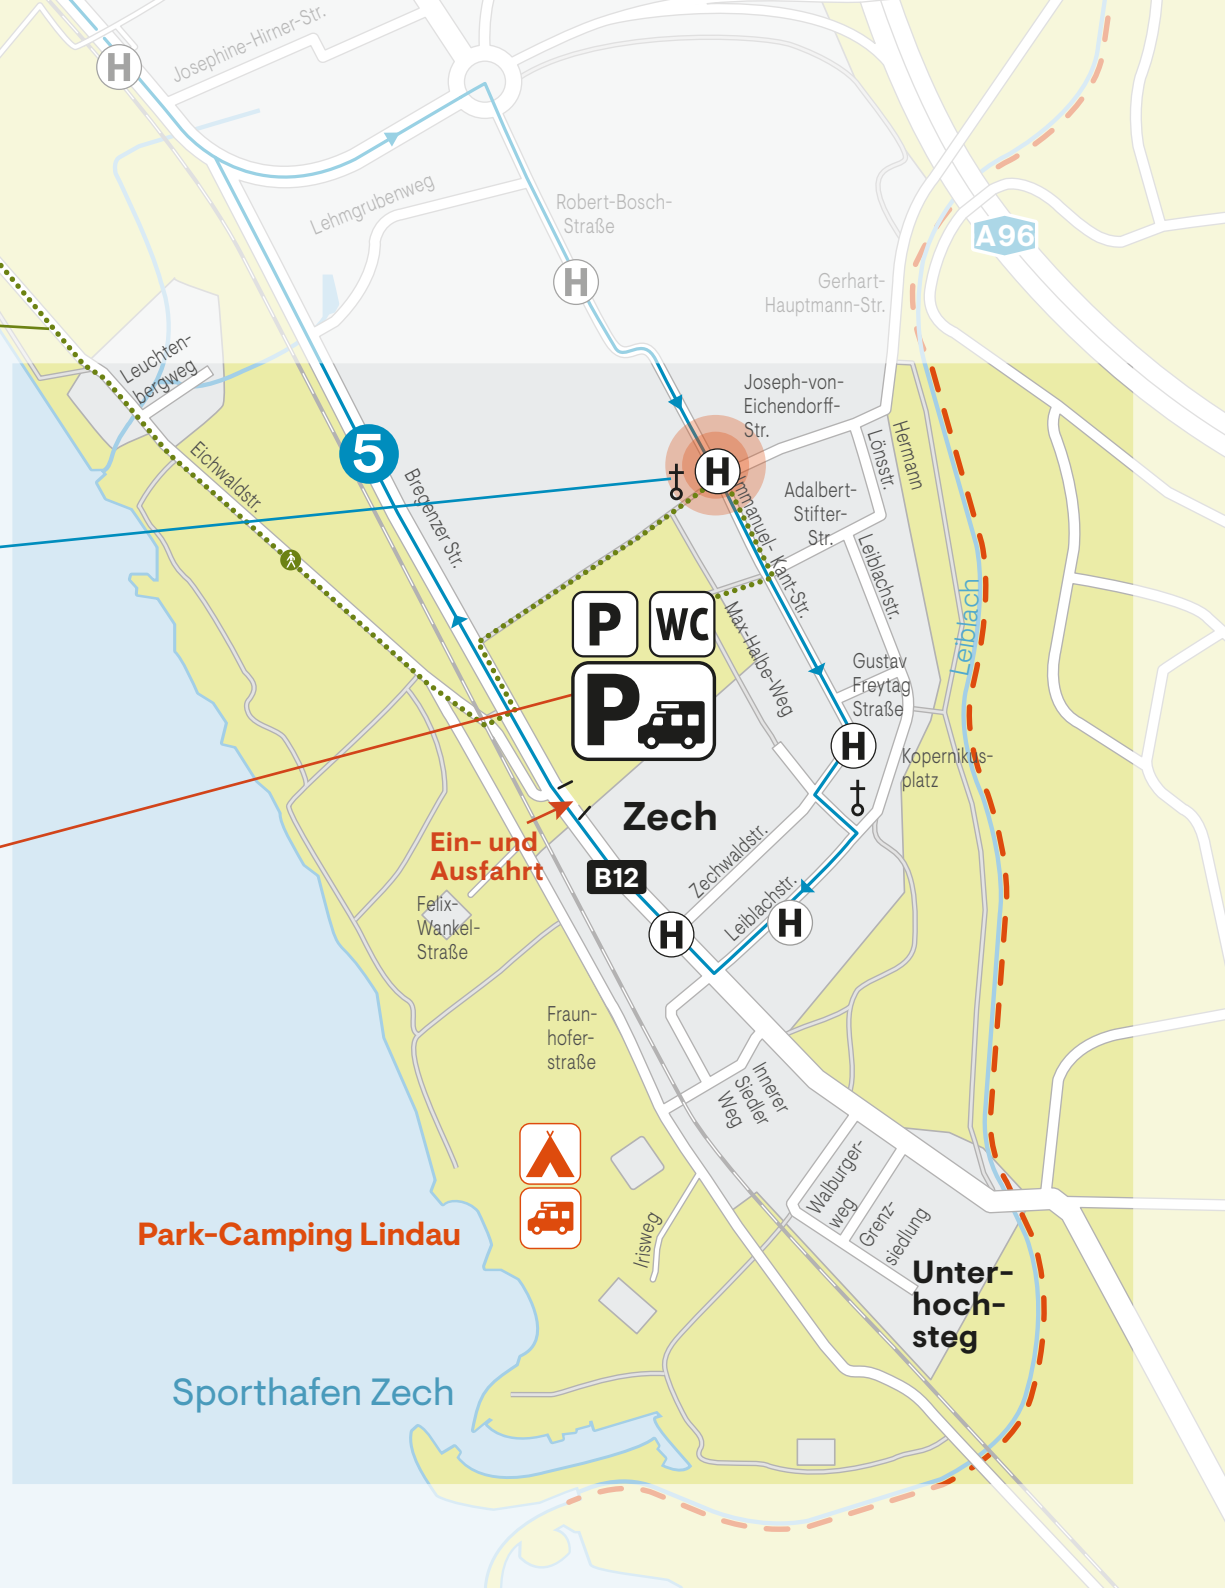 Josephine-Hirner-Str.
H
Lehmgrubenweg
Robert-Bosch-
Straße
H
A96
Gerhart-
Hauptmann-Str.
Leuchten-
bergweg
Joseph-von-
Eichendorff-
Str.
Hermann
Lönsstr.
Eichwaldstr.
5
Bregenzer Str.
H
Immanuel- Kant-Str.
Adalbert-
Stifter-
Str.
Leiblachstr.
Leiblach
P
WC
P
Max-Halbe-Weg
Gustav
Freytag
Straße
H
Kopernikus-
platz
Zech
Ein- und
Ausfahrt
B12
Zechwaldstr.
Leiblachstr.
H
H
Felix-
Wankel-
Straße
Fraun-
hofer-
straße
Innerer
Siedler
Weg
Walburger-
weg
Grenz-
siedlung
Irisweg
Park-Camping Lindau
Unter-
hoch-
steg
Sporthafen Zech